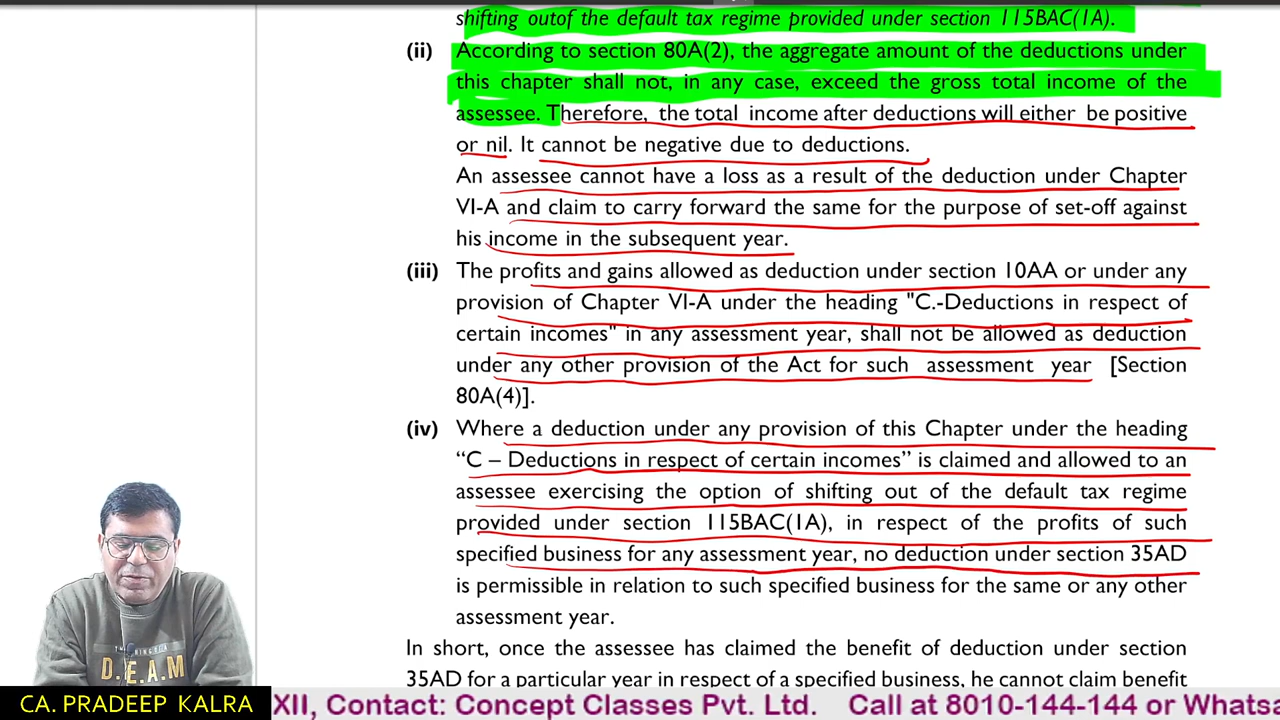 shifting outof the default tax regime provided under section 115BAC(1A).
(ii) According to section 80A(2), the aggregate amount of the deductions under
this chapter shall not, in any case, exceed the gross total income of the
assessee. Therefore, the total income after deductions will either be positive
or nil. It cannot be negative due to deductions.
An assessee cannot have a loss as a result of the deduction under Chapter
VI-A and claim to carry forward the same for the purpose of set-off against
his income in the subsequent year.
(iii) The profits and gains allowed as deduction under section 10AA or under any
provision of Chapter VI-A under the heading "C.-Deductions in respect of
certain incomes" in any assessment year, shall not be allowed as deduction
under any other provision of the Act for such assessment year [Section
80A(4)].
(iv) Where a deduction under any provision of this Chapter under the heading
“C – Deductions in respect of certain incomes” is claimed and allowed to an
assessee exercising the option of shifting out of the default tax regime
provided under section 115BAC(1A), in respect of the profits of such
specified business for any assessment year, no deduction under section 35AD
is permissible in relation to such specified business for the same or any other
assessment year.
In short, once the assessee has claimed the benefit of deduction under section
35AD for a particular year in respect of a specified business, he cannot claim benefit
D.E.A.M
CA. PRADEEP KALRA
XII, Contact: Concept Classes Pvt. Ltd. Call at 8010-144-144 or Whatsa